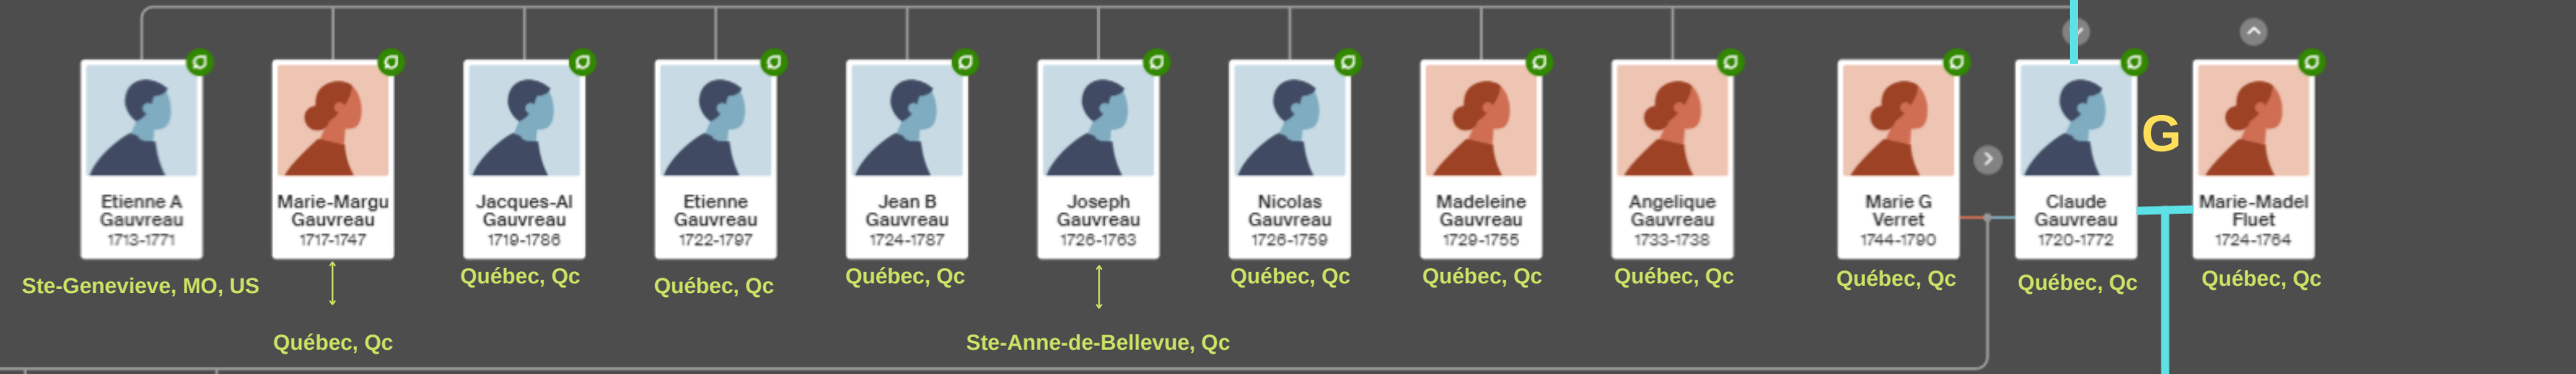 Etienne A
Gauvreau
1713-1771
Ste-Genevieve, MO, US
Marie-Margu
Gauvreau
1717-1747
Québec, Qc
Jacques-Al
Gauvreau
1719-1786
Québec, Qc
Etienne
Gauvreau
1722-1797
Québec, Qc
Jean B
Gauvreau
1724-1787
Québec, Qc
Joseph
Gauvreau
1726-1763
Ste-Anne-de-Bellevue, Qc
Nicolas
Gauvreau
1726-1759
Québec, Qc
Madeleine
Gauvreau
1729-1755
Québec, Qc
Angelique
Gauvreau
1733-1738
Québec, Qc
Marie G
Verret
1744-1790
Québec, Qc
Claude
Gauvreau
1720-1772
Québec, Qc
G
Marie-Madel
Fluet
1724-1764
Québec, Qc